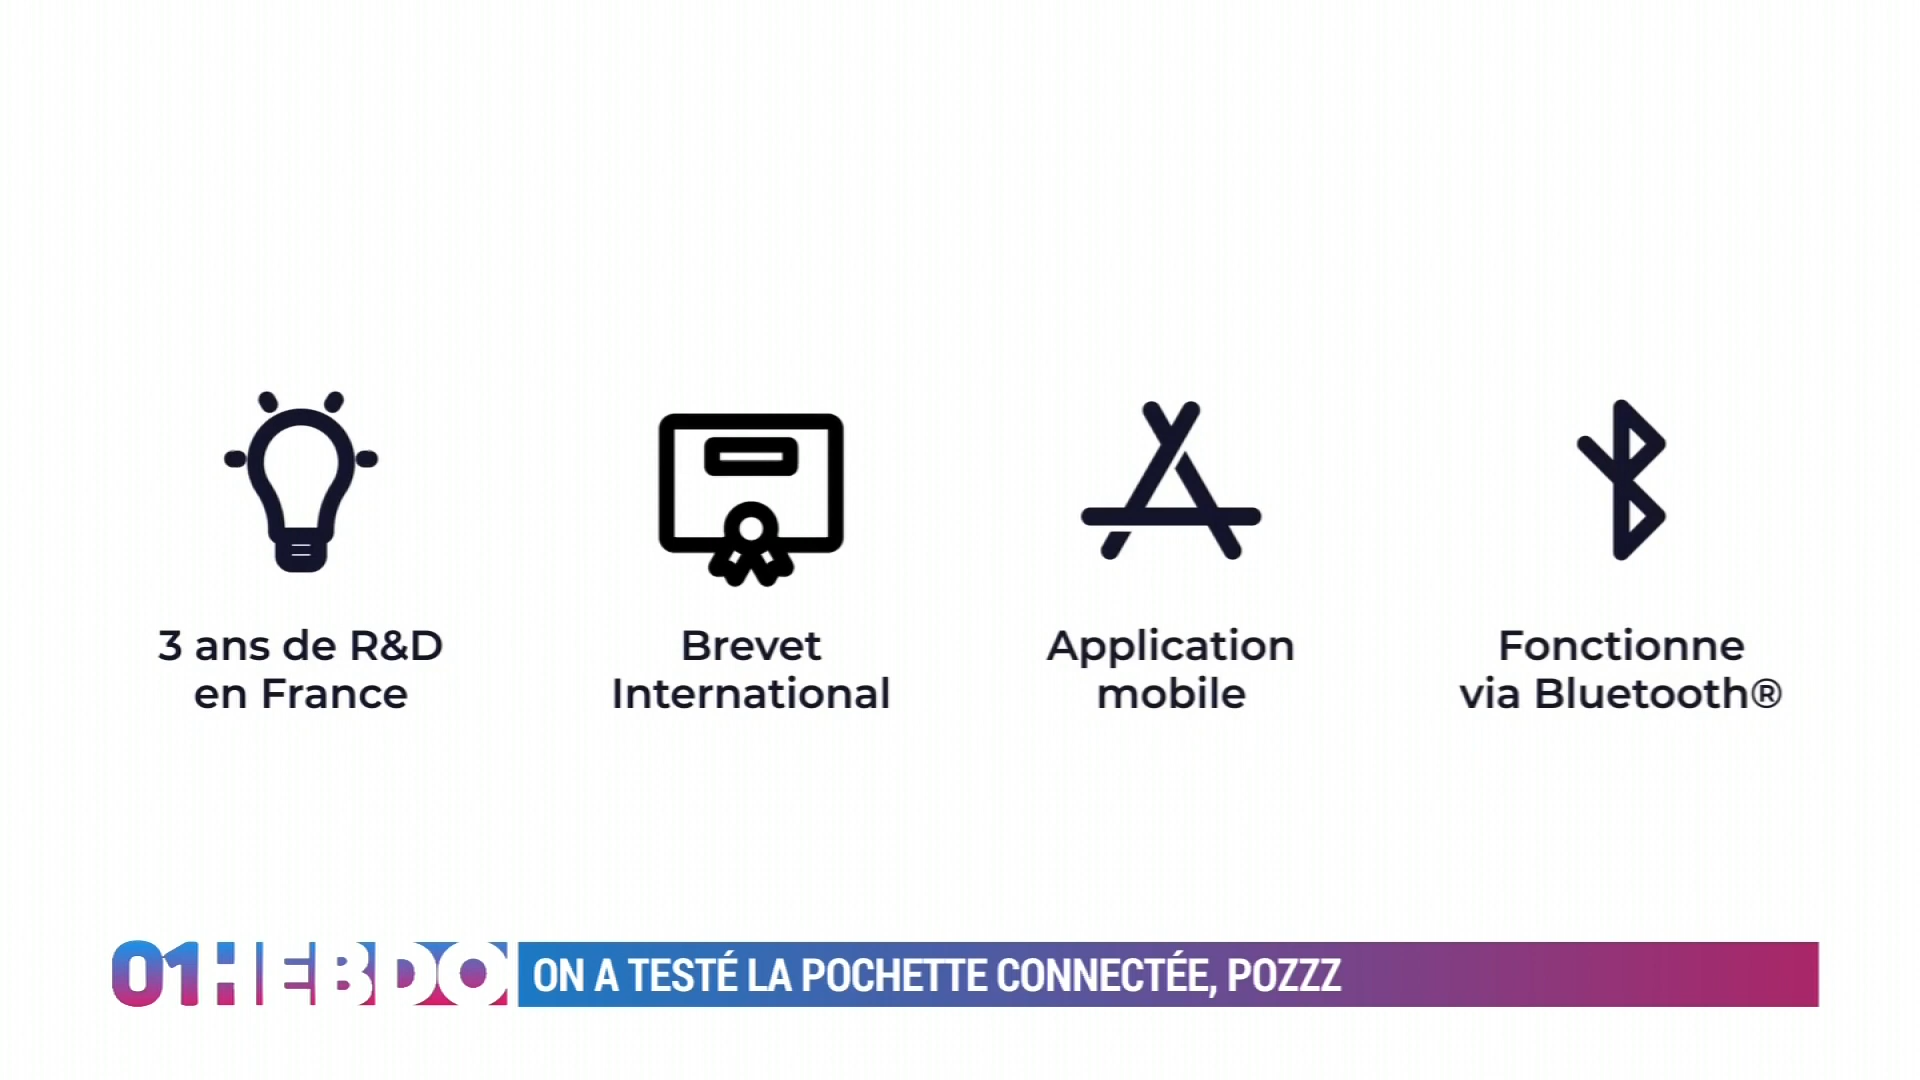 3 ans de R&D
en France
Brevet
International
Application
mobile
Fonctionne
via Bluetooth®
01HEBDO
ON A TESTÉ LA POCHETTE CONNECTÉE, POZZZ